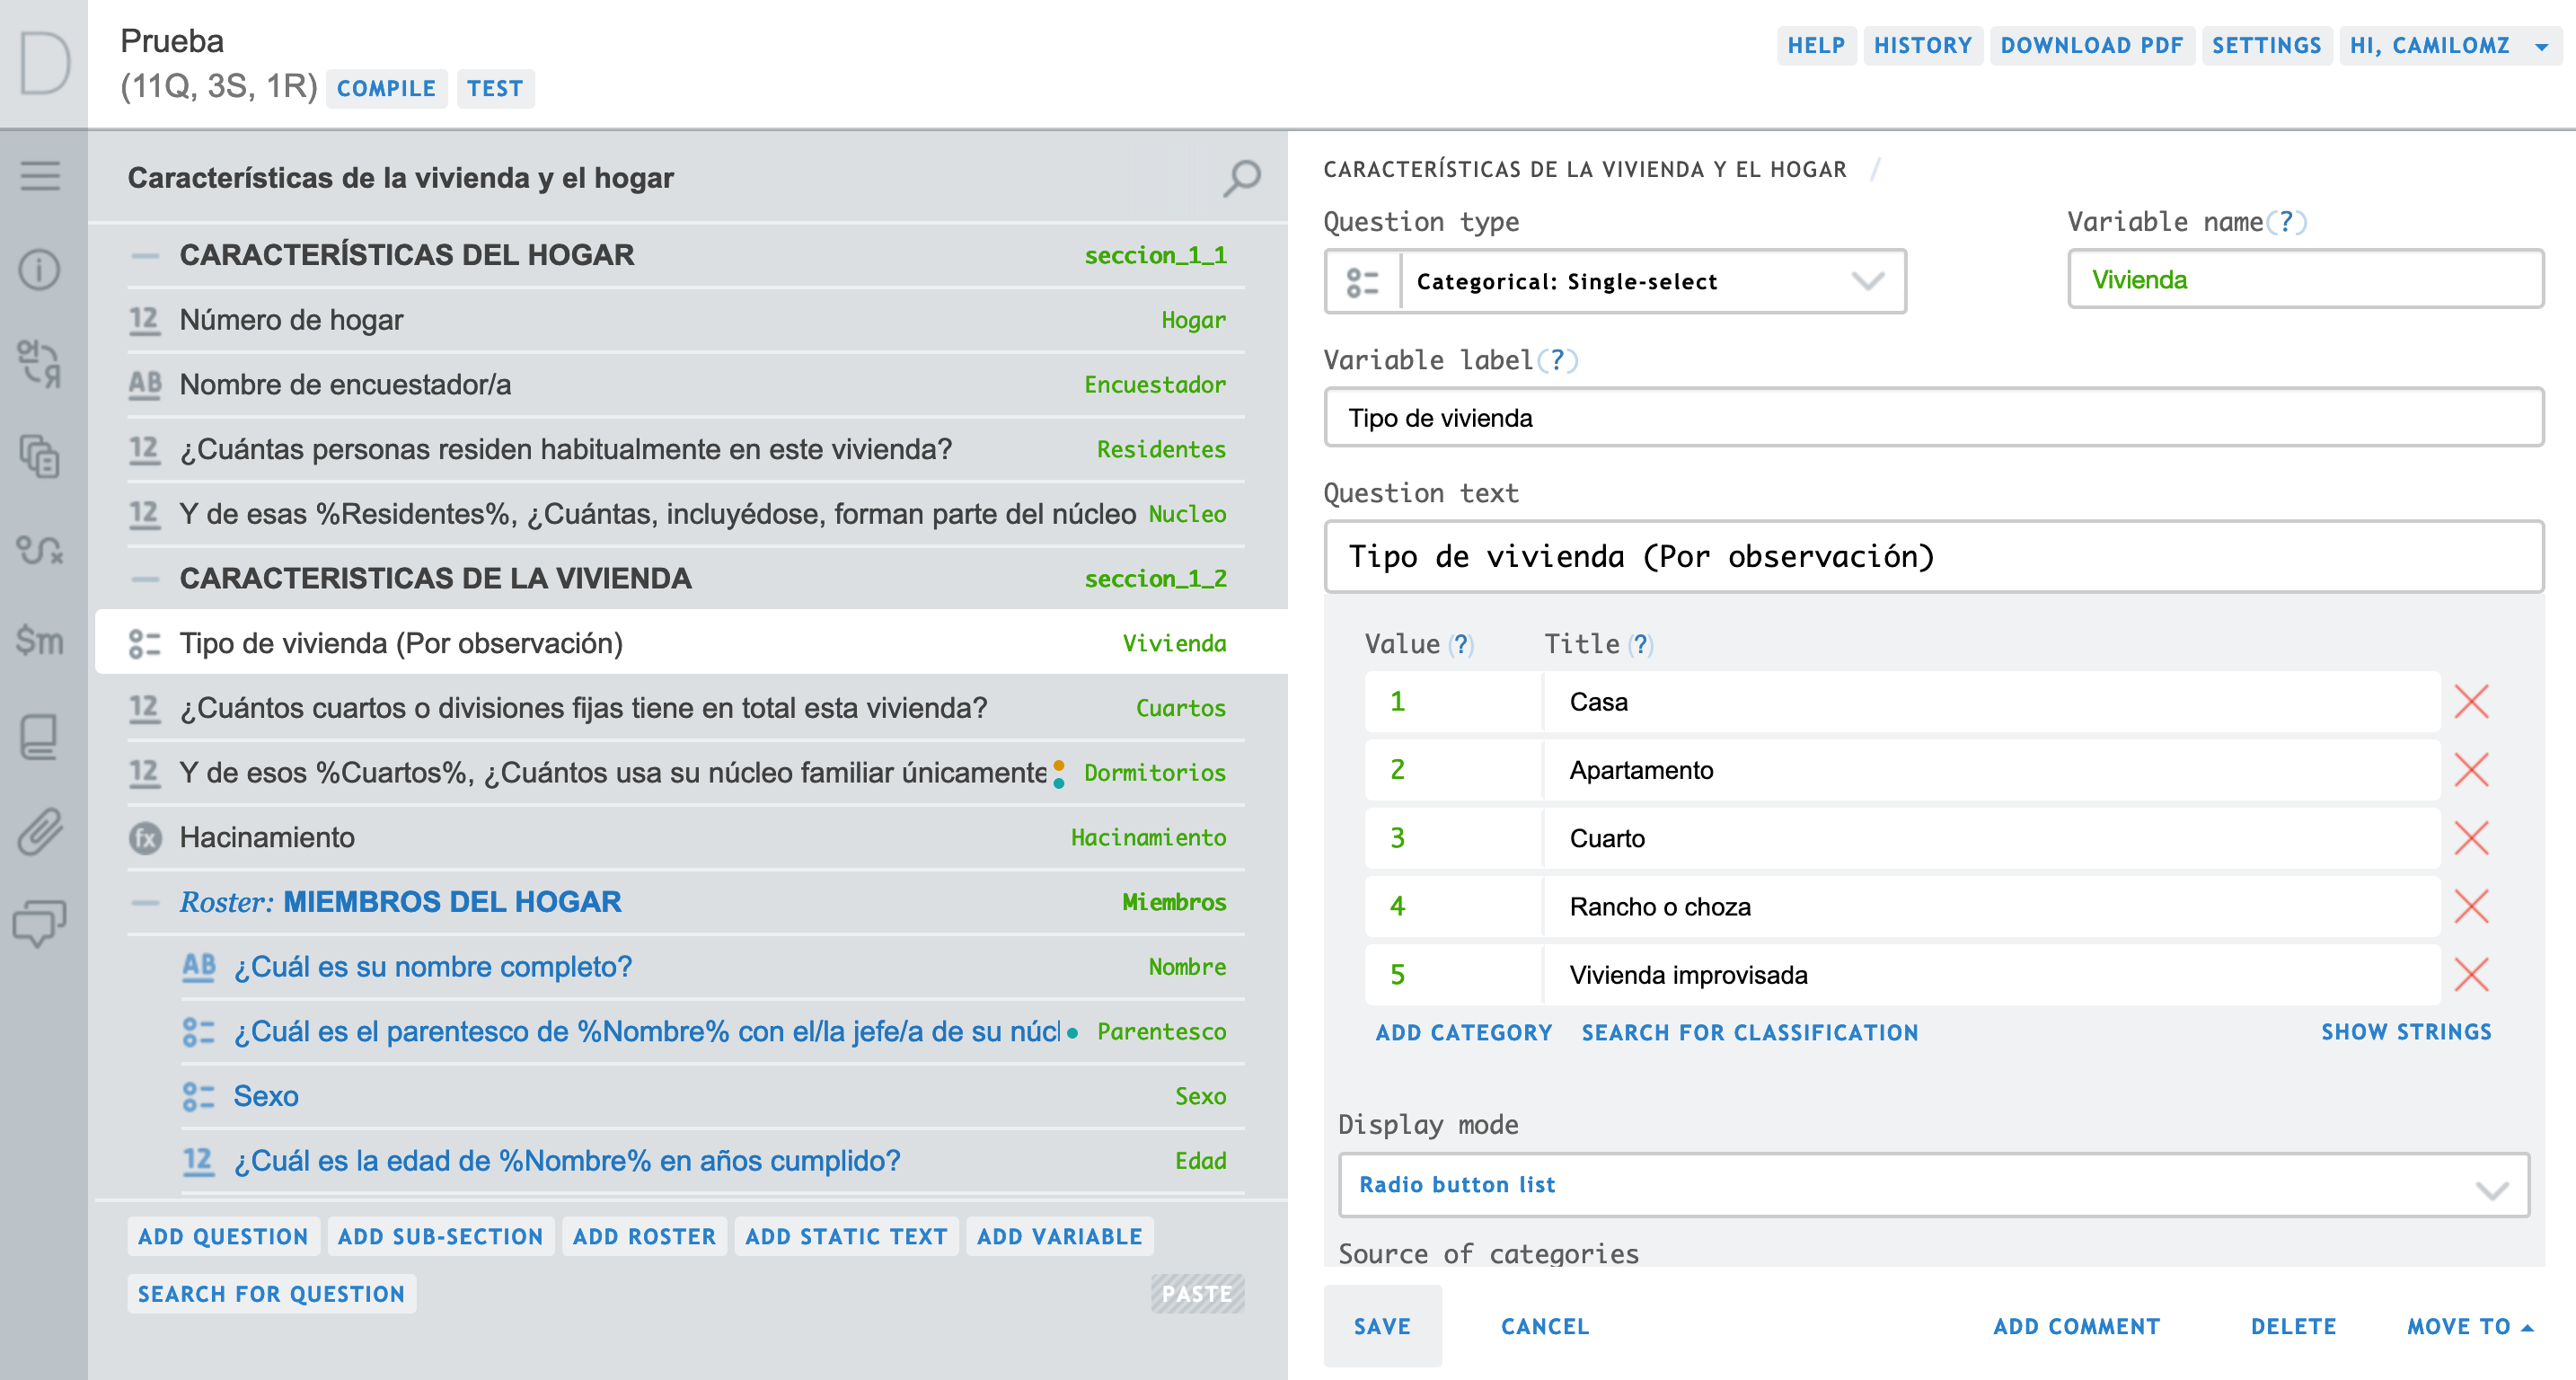 D
Prueba
(11Q, 3S, 1R) COMPILE TEST
HELP HISTORY DOWNLOAD PDF SETTINGS HI, CAMILOMZ
Características de la vivienda y el hogar
CARACTERÍSTICAS DEL HOGAR seccion_1_1
12 Número de hogar Hogar
AB Nombre de encuestador/a Encuestador
12 ¿Cuántas personas residen habitualmente en este vivienda? Residentes
12 Y de esas %Residentes%, ¿Cuántas, incluyédose, forman parte del núcleo Nucleo
CARACTERISTICAS DE LA VIVIENDA seccion_1_2
Tipo de vivienda (Por observación) Vivienda
12 ¿Cuántos cuartos o divisiones fijas tiene en total esta vivienda? Cuartos
12 Y de esos %Cuartos%, ¿Cuántos usa su núcleo familiar únicamente Dormitorios
fx Hacinamiento Hacinamiento
Roster: MIEMBROS DEL HOGAR Miembros
AB ¿Cuál es su nombre completo? Nombre
¿Cuál es el parentesco de %Nombre% con el/la jefe/a de su núcl Parentesco
Sexo Sexo
12 ¿Cuál es la edad de %Nombre% en años cumplido? Edad
ADD QUESTION ADD SUB-SECTION ADD ROSTER ADD STATIC TEXT ADD VARIABLE
SEARCH FOR QUESTION PASTE
$m
CARACTERÍSTICAS DE LA VIVIENDA Y EL HOGAR /
Question type Variable name(?)
Categorical: Single-select Vivienda
Variable label(?)
Tipo de vivienda
Question text
Tipo de vivienda (Por observación)
Value (?) Title (?)
1 Casa
2 Apartamento
3 Cuarto
4 Rancho o choza
5 Vivienda improvisada
ADD CATEGORY SEARCH FOR CLASSIFICATION SHOW STRINGS
Display mode
Radio button list
Source of categories
SAVE CANCEL ADD COMMENT DELETE MOVE TO